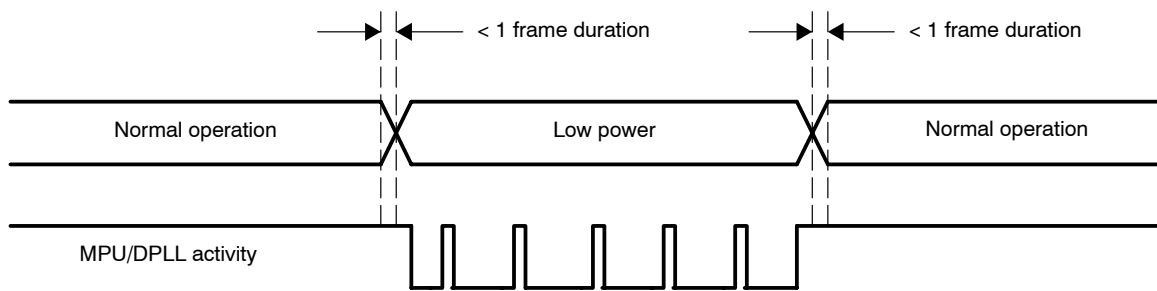 < 1 frame duration
< 1 frame duration
Normal operation
Low power
Normal operation
MPU/DPLL activity